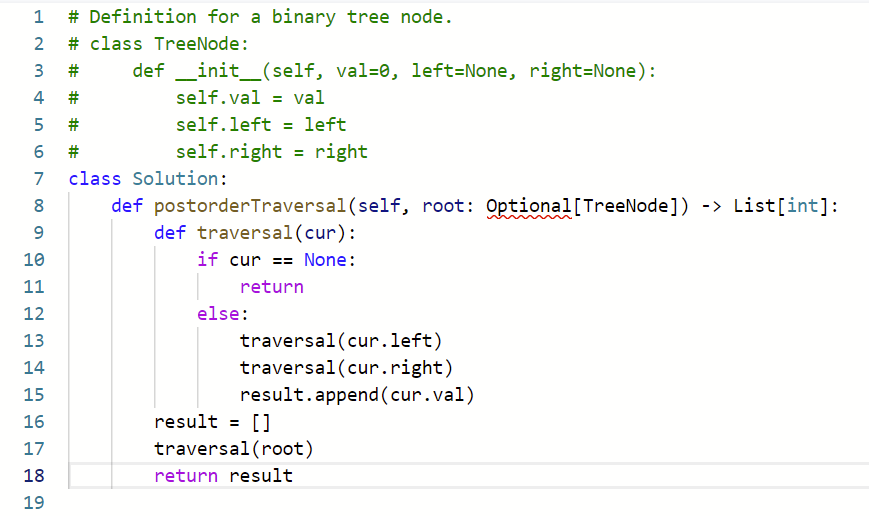 1 # Definition for a binary tree node.
2 # class TreeNode:
3 #     def __init__(self, val=0, left=None, right=None):
4 #         self.val = val
5 #         self.left = left
6 #         self.right = right
7 class Solution:
8     def postorderTraversal(self, root: Optional[TreeNode]) -> List[int]:
9         def traversal(cur):
10             if cur == None:
11                 return
12             else:
13                 traversal(cur.left)
14                 traversal(cur.right)
15                 result.append(cur.val)
16         result = []
17         traversal(root)
18         return result
19